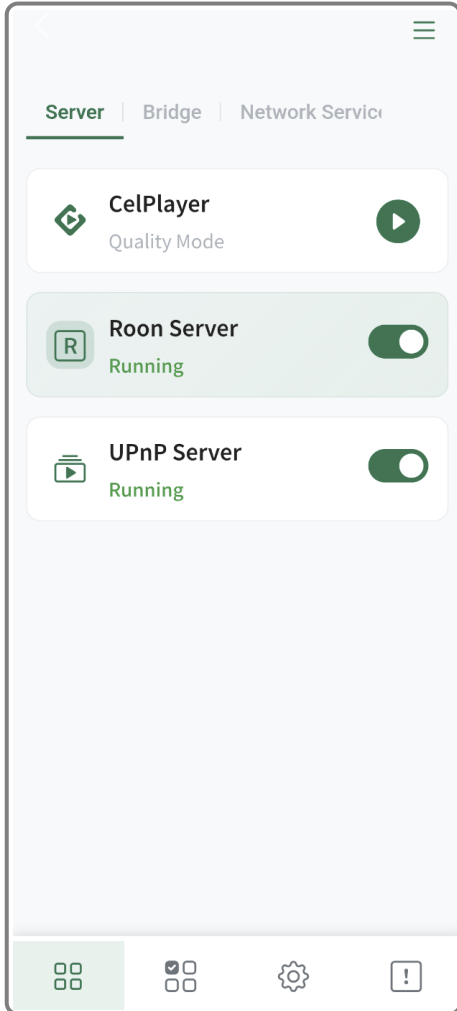 Server Bridge Network Servic
CelPlayer
Quality Mode
R
Roon Server
Running
UPnP Server
Running